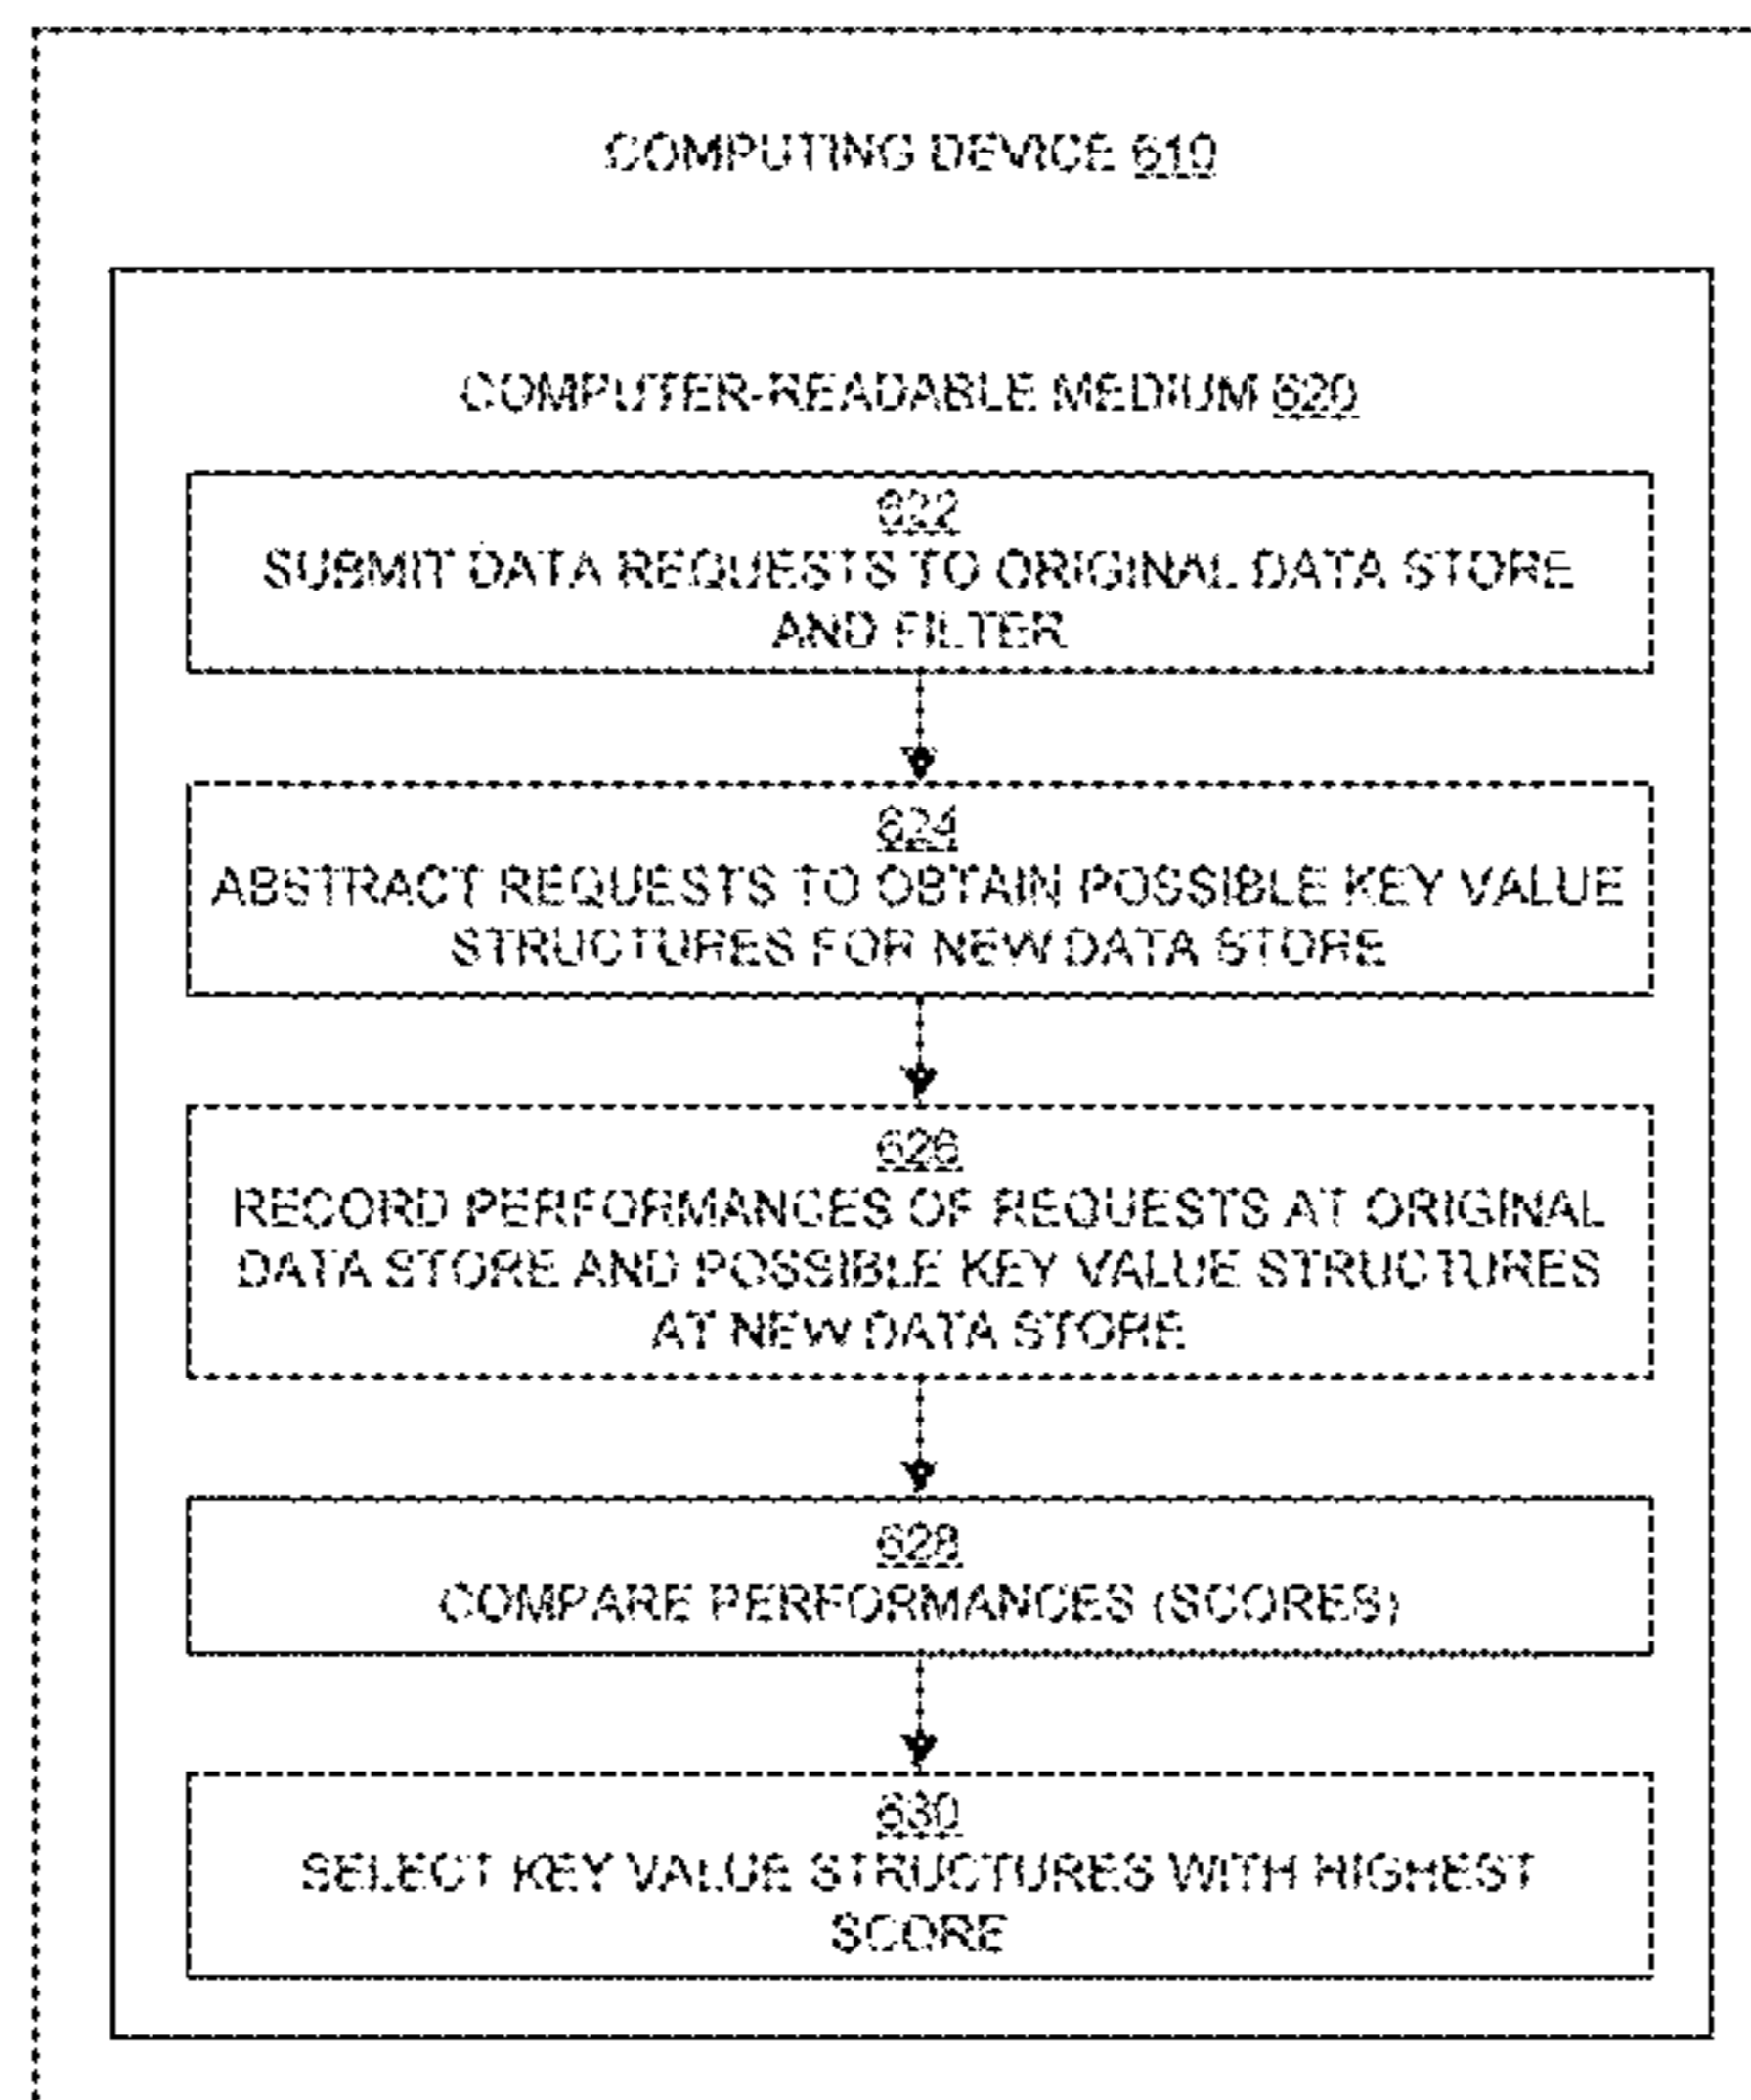 COMPUTING DEVICE 610
COMPUTER-READABLE MEDIUM 620
622
SUBMIT DATA REQUESTS TO ORIGINAL DATA STORE
AND FILTER
624
ABSTRACT REQUESTS TO OBTAIN POSSIBLE KEY VALUE
STRUCTURES FOR NEW DATA STORE
626
RECORD PERFORMANCES OF REQUESTS AT ORIGINAL
DATA STORE AND POSSIBLE KEY VALUE STRUCTURES
AT NEW DATA STORE
628
COMPARE PERFORMANCES (SCORES)
630
SELECT KEY VALUE STRUCTURES WITH HIGHEST
SCORE